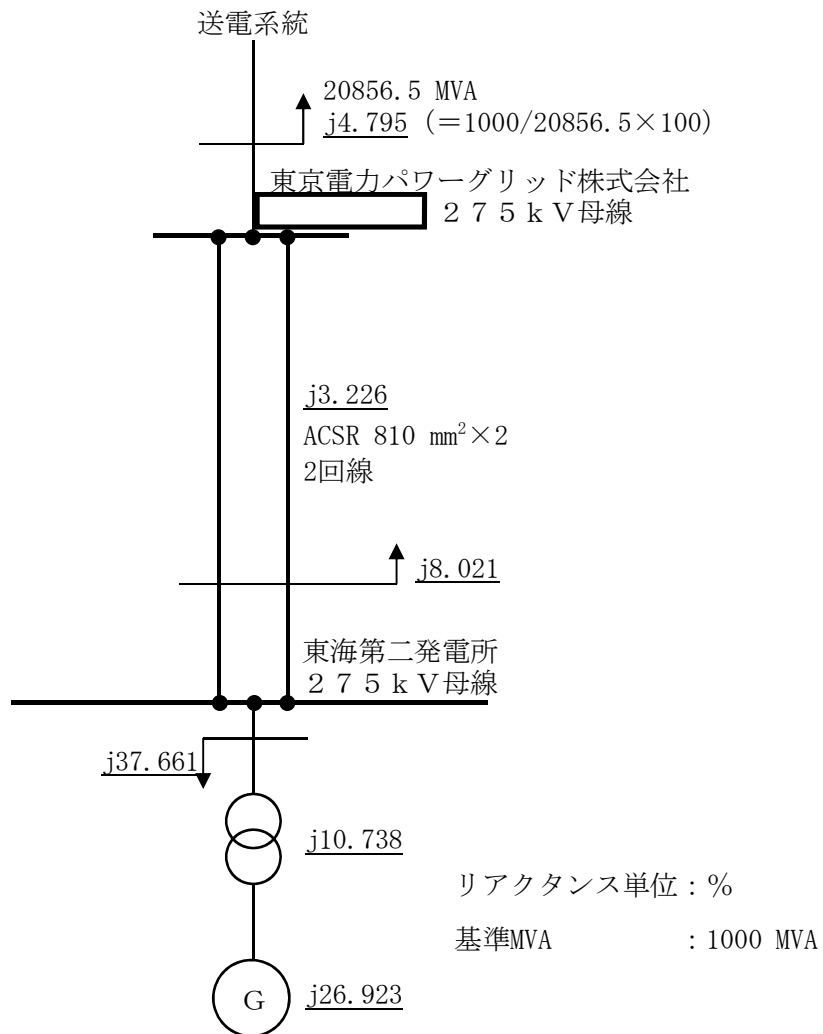 送電系統
20856.5 MVA
j4.795 (=1000/20856.5×100)
東京電力パワーグリッド株式会社
２７５ｋＶ母線
j3.226
ACSR 810 mm²×2
2回線
j8.021
東海第二発電所
２７５ｋＶ母線
j37.661
j10.738
リアクタンス単位：%
基準MVA ：1000 MVA
G
j26.923